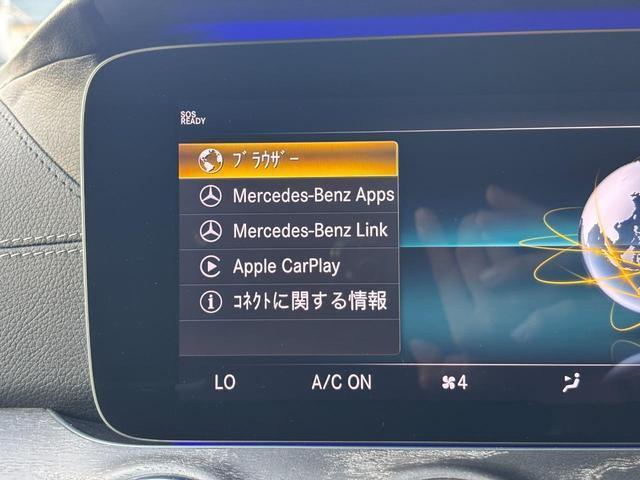 SOS
READY
ﾌﾞﾗｳｻﾞｰ
Mercedes-Benz Apps
Mercedes-Benz Link
Apple CarPlay
ｺﾈｸﾄに関する情報
LO
A/C ON
4